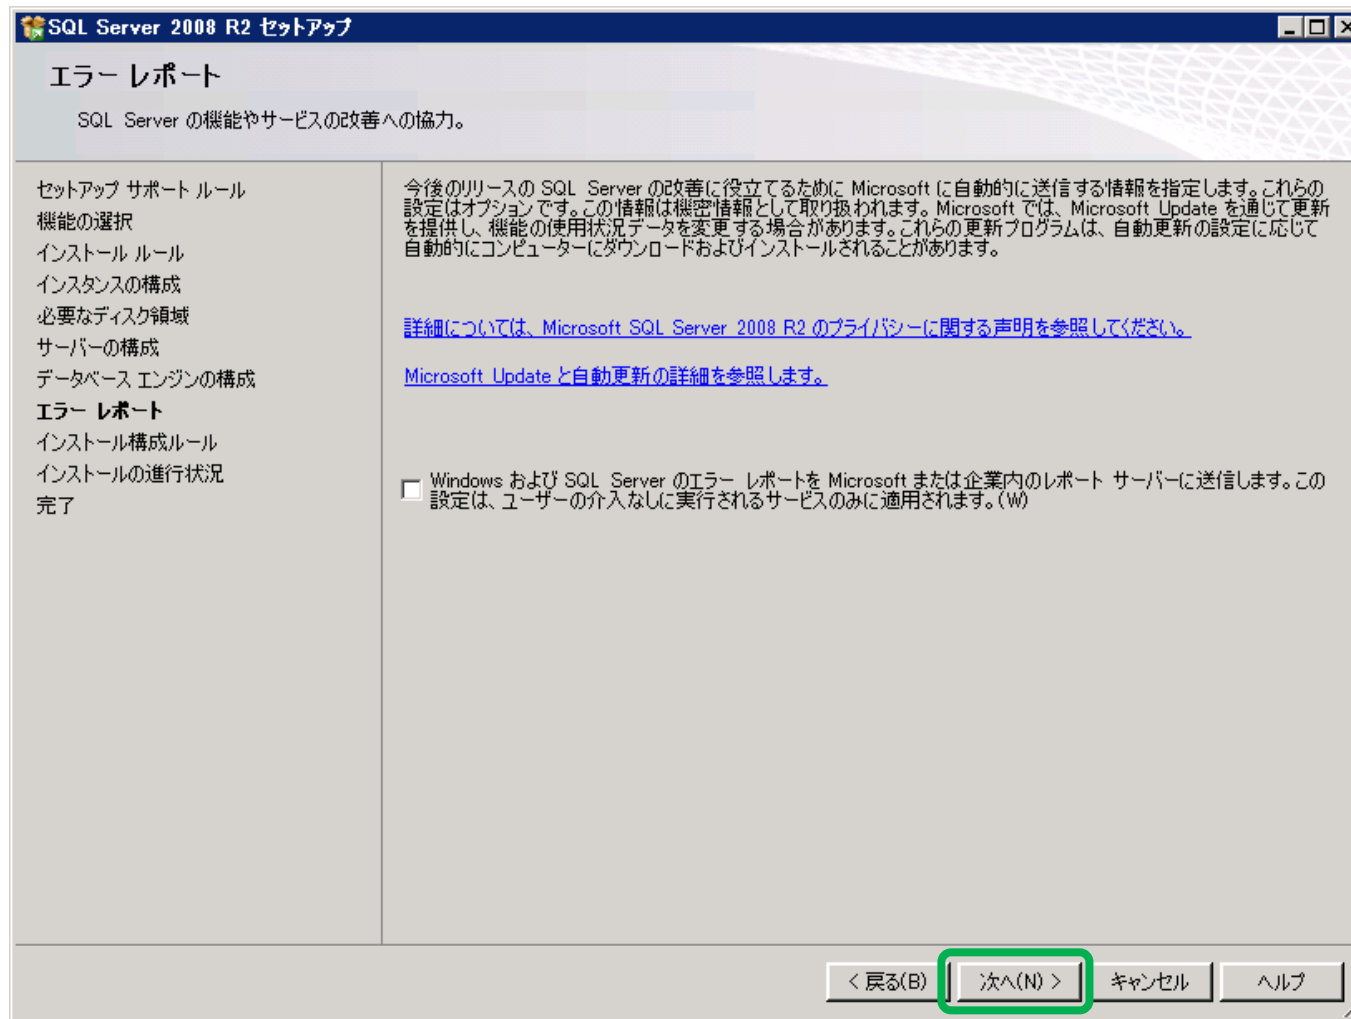 SQL Server 2008 R2 セットアップ
エラー レポート
SQL Server の機能やサービスの改善への協力。
セットアップ サポート ルール
機能の選択
インストール ルール
インスタンスの構成
必要なディスク領域
サーバーの構成
データベース エンジンの構成
エラー レポート
インストール構成ルール
インストールの進行状況
完了
今後のリリースの SQL Server の改善に役立てるために Microsoft に自動的に送信する情報を指定します。これらの
設定はオプションです。この情報は機密情報として取り扱われます。Microsoft では、Microsoft Update を通じて更新
を提供し、機能の使用状況データを変更する場合があります。これらの更新プログラムは、自動更新の設定に応じて
自動的にコンピューターにダウンロードおよびインストールされることがあります。
詳細については、Microsoft SQL Server 2008 R2 のプライバシーに関する声明を参照してください。
Microsoft Update と自動更新の詳細を参照します。
Windows および SQL Server のエラー レポートを Microsoft または企業内のレポート サーバーに送信します。この
設定は、ユーザーの介入なしに実行されるサービスのみに適用されます。(W)
< 戻る(B)
次へ(N) >
キャンセル
ヘルプ